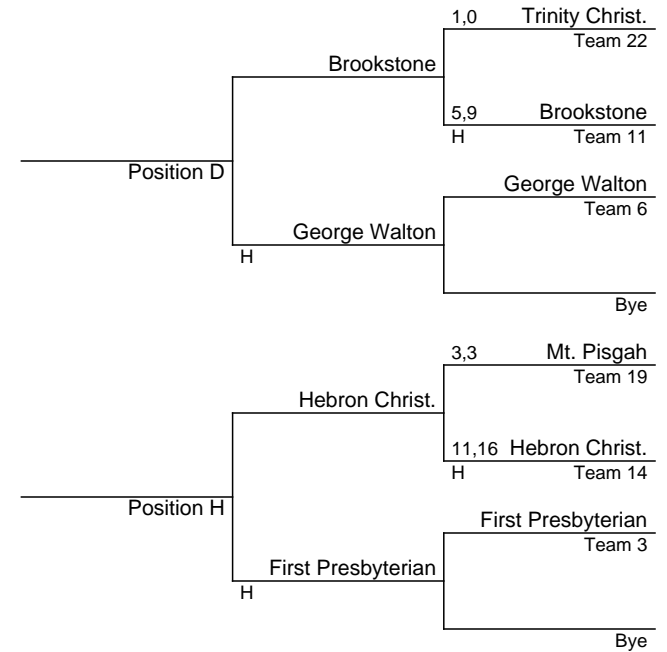 1,0 Trinity Christ.
Team 22
Brookstone
5,9 Brookstone
H Team 11
Position D
George Walton
Team 6
George Walton
H
Bye
3,3 Mt. Pisgah
Team 19
Hebron Christ.
11,16 Hebron Christ.
H Team 14
Position H
First Presbyterian
Team 3
First Presbyterian
H
Bye